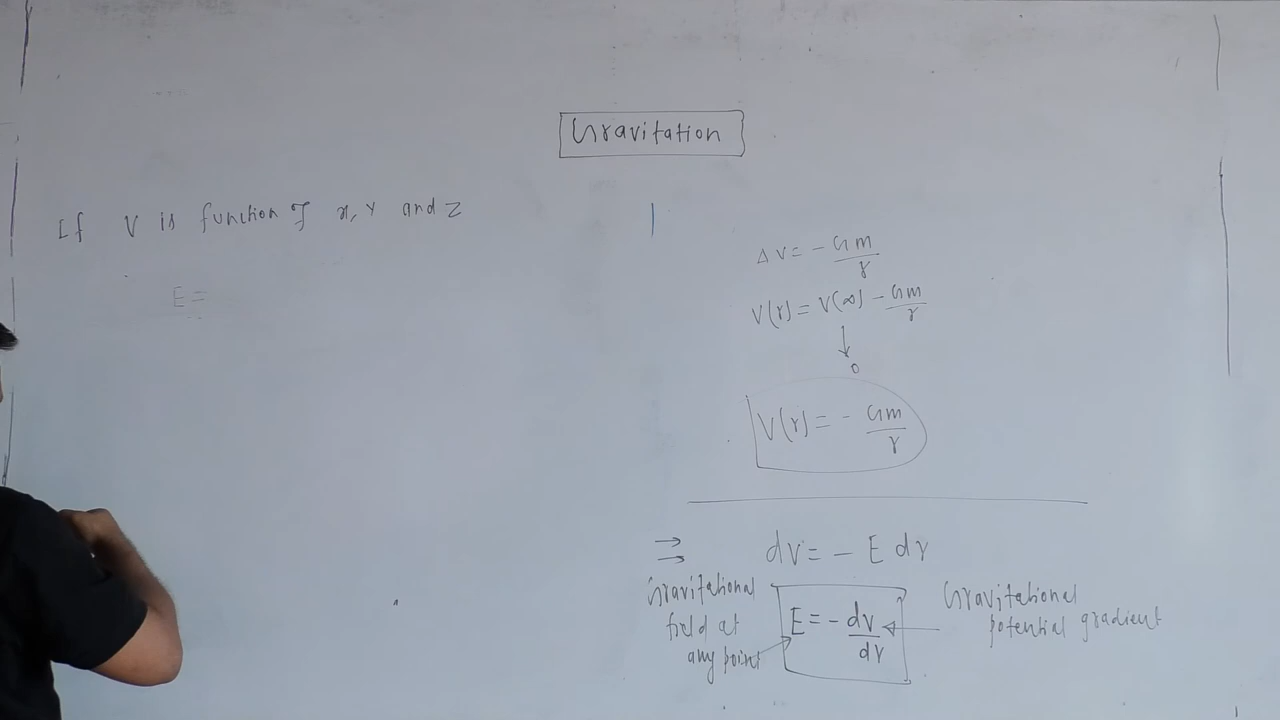 Gravitation
If V is function of x, y and z
E =
ΔV = - GM/r
V(r) = V(∞) - GM/r
↓
0
V(r) = - GM/r
⇒ dV = - E dr
Gravitational field at any point
E = - dV/dr
Gravitational potential gradient